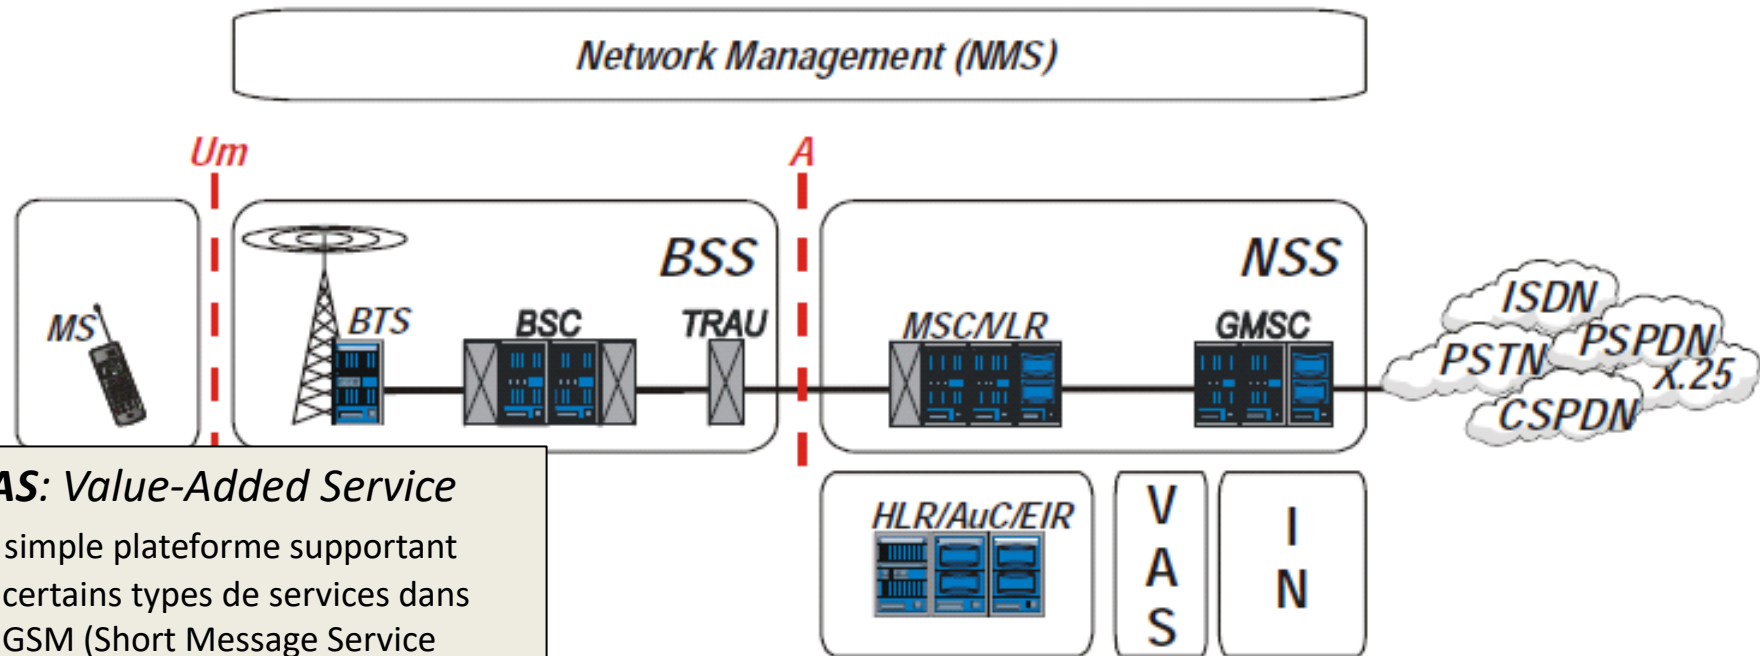 Network Management (NMS)
Um
A
MS
BSS
BTS
BSC
TRAU
NSS
MSC/VLR
GMSC
ISDN
PSTN
PSPDN
X.25
CSPDN
AS: Value-Added Service
simple plateforme supportant
certains types de services dans
GSM (Short Message Service
HLR/AuC/EIR
V
A
S
I
N